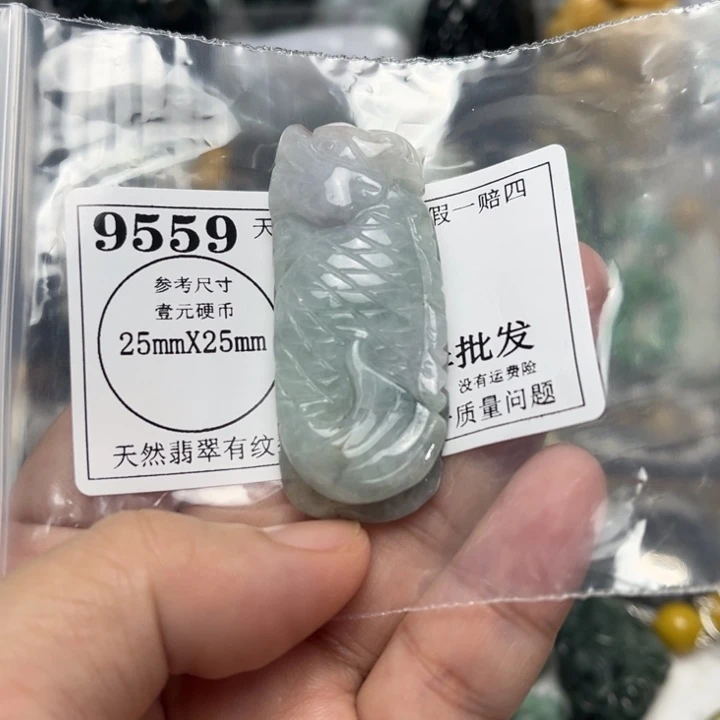 9559 天
假一赔四
参考尺寸
壹元硬币
25mmX25mm
批发
没有运费险
质量问题
天然翡翠有纹